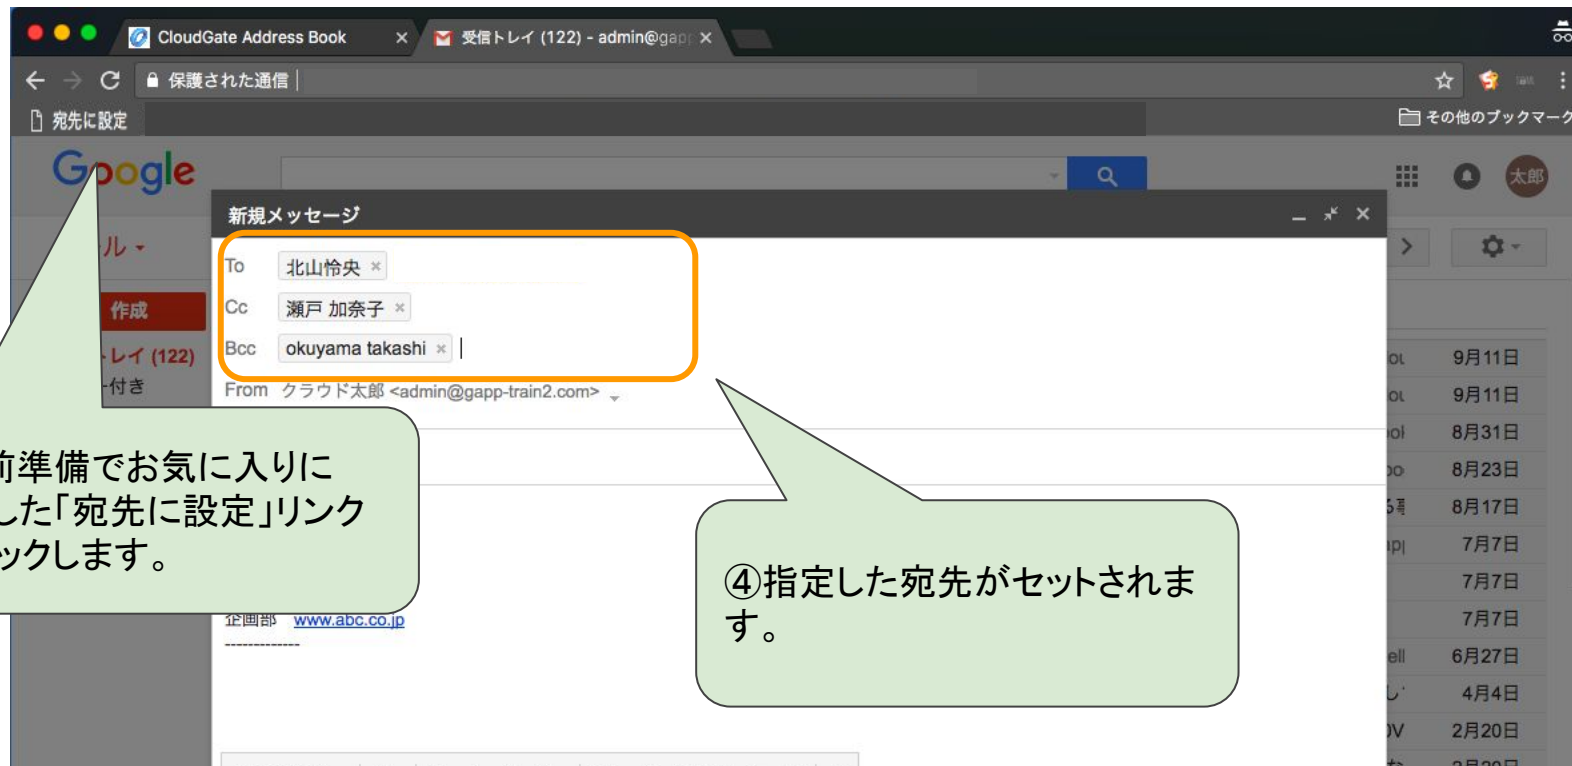 CloudGate Address Book
受信トレイ (122) - admin@gap
保護された通信
宛先に設定
その他のブックマーク
Google
太郎
新規メッセージ
ル
To 北山怜央
作成
Cc 瀬戸 加奈子
トレイ (122)
Bcc okuyama takashi
9月11日
付き
From クラウド太郎 <admin@gapp-train2.com>
9月11日
8月31日
前準備でお気に入りに
した「宛先に設定」リンク
ックします。
8月23日
8月17日
7月7日
④指定した宛先がセットされま
す。
7月7日
企画部 www.abc.co.jp
7月7日
-------------
ell 6月27日
4月4日
2月20日